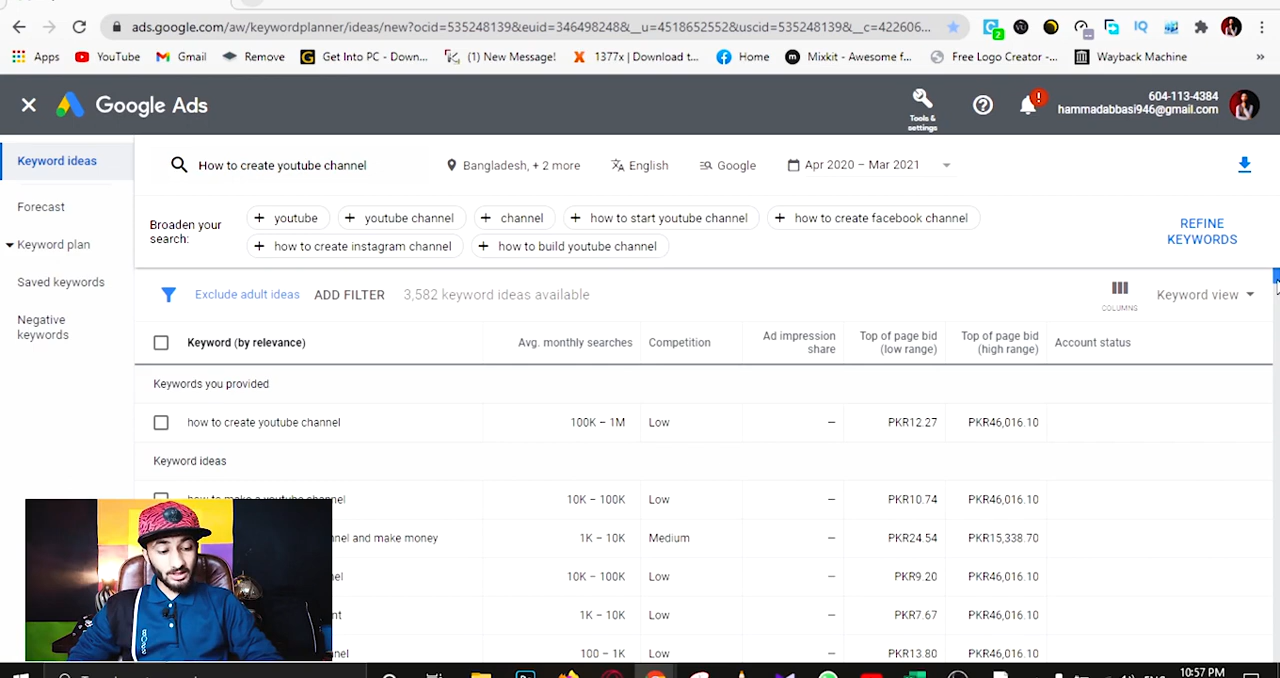 ads.google.com/aw/keywordplanner/ideas/new?ocid=535248139&euid=346498248&__u=4518652552&uscid=535248139&__c=422606...
2
Apps YouTube Gmail Remove Get Into PC - Down... (1) New Message! 1377x | Download t... Home Mixkit - Awesome f... Free Logo Creator -... Wayback Machine »
Google Ads
Tools & settings
604-113-4384
hammadabbasi946@gmail.com
Keyword ideas
Forecast
Keyword plan
Saved keywords
Negative
keywords
How to create youtube channel Bangladesh, + 2 more English Google Apr 2020 – Mar 2021
Broaden your
search:
+ youtube + youtube channel + channel + how to start youtube channel + how to create facebook channel
+ how to create instagram channel + how to build youtube channel
REFINE
KEYWORDS
Exclude adult ideas ADD FILTER 3,582 keyword ideas available COLUMNS Keyword view
Keyword (by relevance) Avg. monthly searches Competition Ad impression share Top of page bid (low range) Top of page bid (high range) Account status
Keywords you provided
how to create youtube channel 100K – 1M Low – PKR12.27 PKR46,016.10
Keyword ideas
how to make a youtube channel 10K – 100K Low – PKR10.74 PKR46,016.10
nnel and make money 1K – 10K Medium – PKR24.54 PKR15,338.70
el 10K – 100K Low – PKR9.20 PKR46,016.10
nt 1K – 10K Low – PKR7.67 PKR46,016.10
nel 100 – 1K Low – PKR13.80 PKR46,016.10
10:57 PM